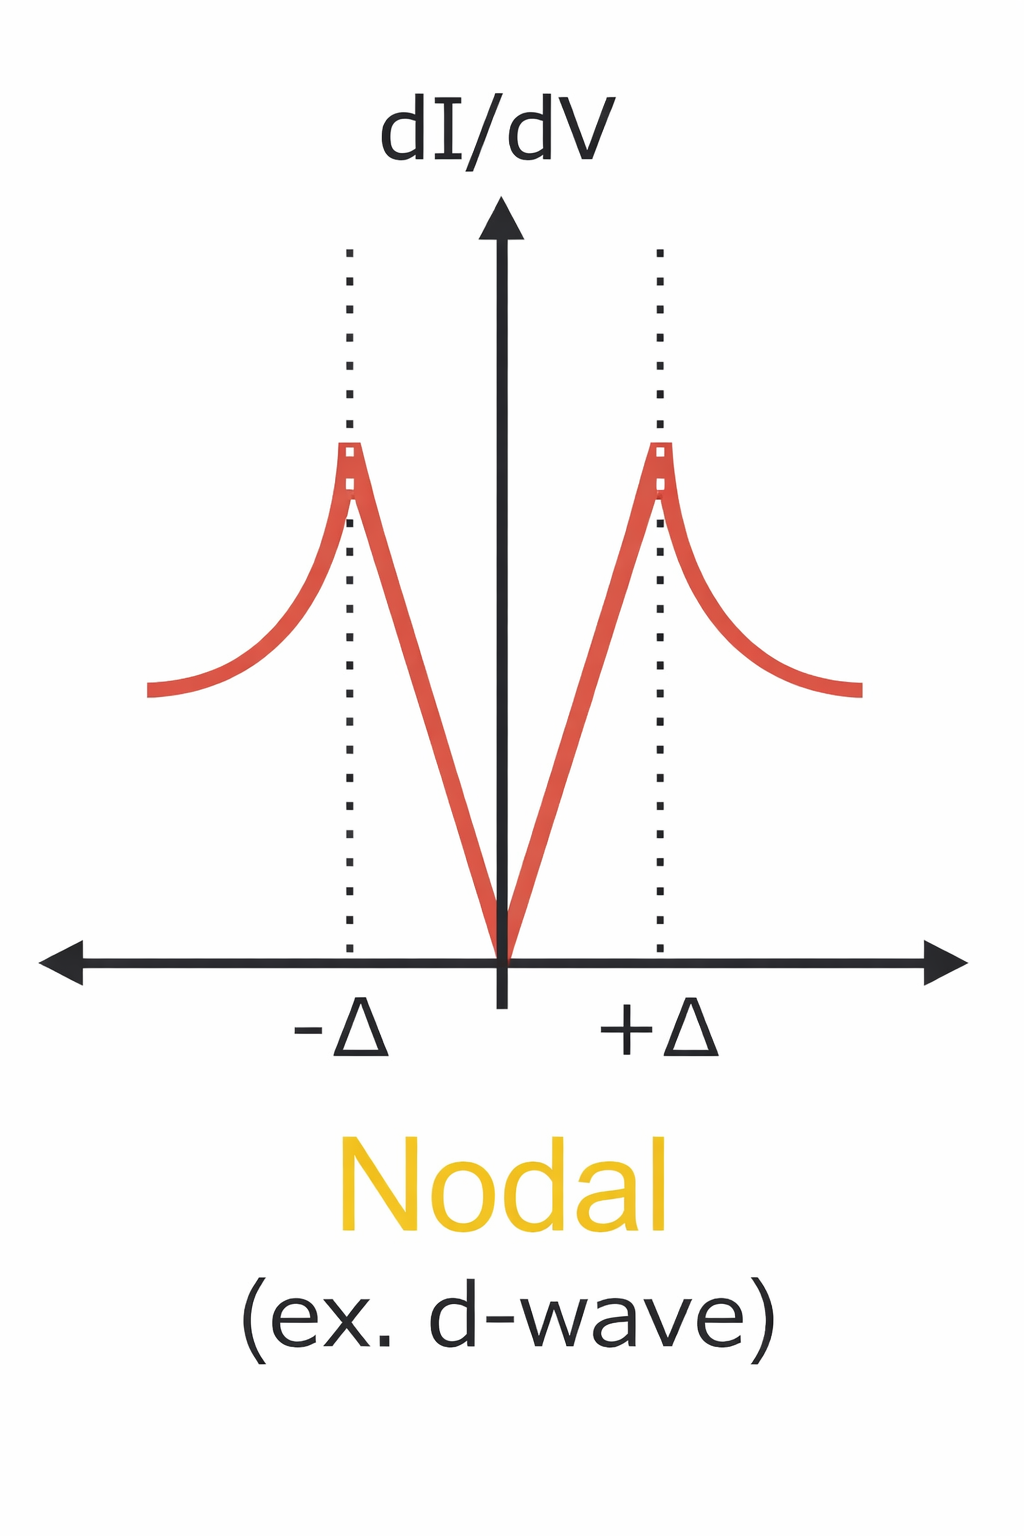 dI/dV
-Δ +Δ
Nodal
(ex. d-wave)